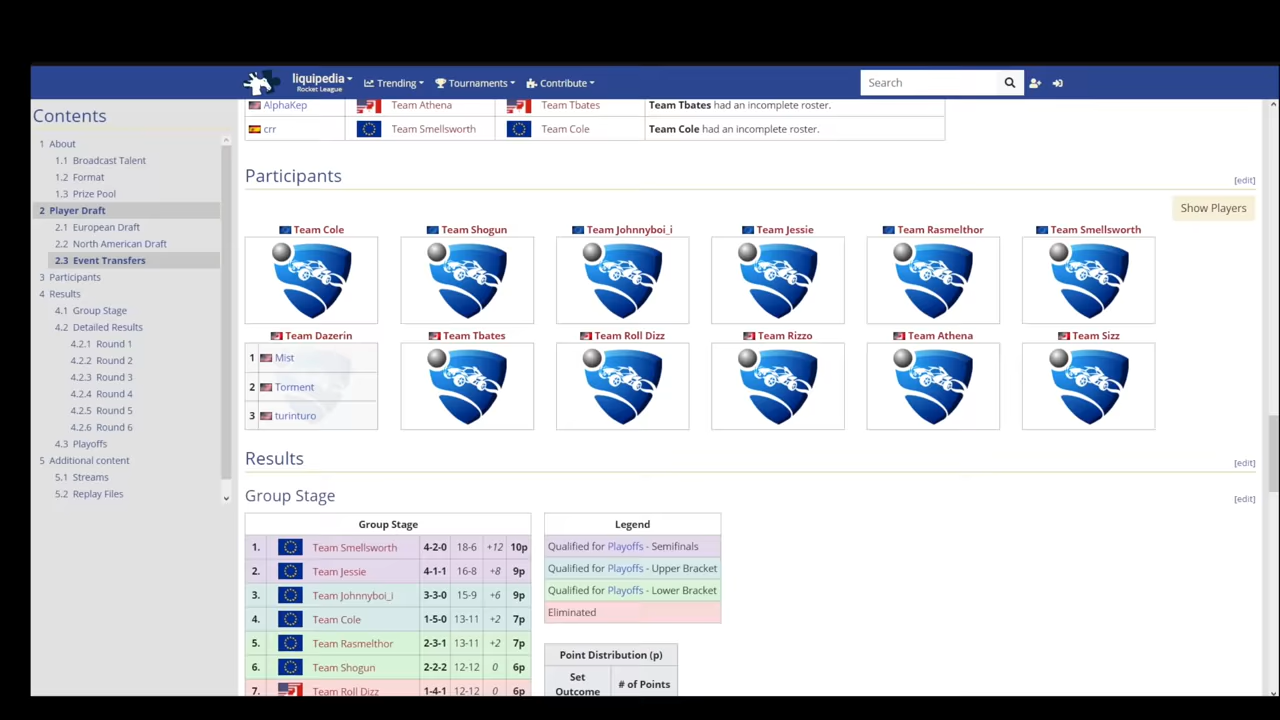 liquipedia
Rocket League
Trending
Tournaments
Contribute
Search
Contents
1 About
1.1 Broadcast Talent
1.2 Format
1.3 Prize Pool
2 Player Draft
2.1 European Draft
2.2 North American Draft
2.3 Event Transfers
3 Participants
4 Results
4.1 Group Stage
4.2 Detailed Results
4.2.1 Round 1
4.2.2 Round 2
4.2.3 Round 3
4.2.4 Round 4
4.2.5 Round 5
4.2.6 Round 6
4.3 Playoffs
5 Additional content
5.1 Streams
5.2 Replay Files
AlphaKep Team Athena Team Tbates Team Tbates had an incomplete roster.
crr Team Smellsworth Team Cole Team Cole had an incomplete roster.
Participants [edit]
Show Players
Team Cole Team Shogun Team Johnnyboi_i Team Jessie Team Rasmelthor Team Smellsworth
Team Dazerin Team Tbates Team Roll Dizz Team Rizzo Team Athena Team Sizz
1 Mist
2 Torment
3 turinturo
Results [edit]
Group Stage [edit]
Group Stage
1. Team Smellsworth 4-2-0 18-6 +12 10p
2. Team Jessie 4-1-1 16-8 +8 9p
3. Team Johnnyboi_i 3-3-0 15-9 +6 9p
4. Team Cole 1-5-0 13-11 +2 7p
5. Team Rasmelthor 2-3-1 13-11 +2 7p
6. Team Shogun 2-2-2 12-12 0 6p
7. Team Roll Dizz 1-4-1 12-12 0 6p
Legend
Qualified for Playoffs - Semifinals
Qualified for Playoffs - Upper Bracket
Qualified for Playoffs - Lower Bracket
Eliminated
Point Distribution (p)
Set
Outcome
# of Points